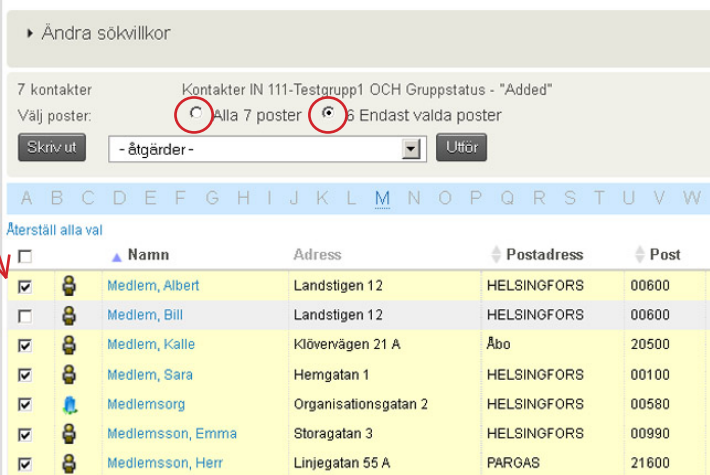 Ändra sökvillkor
7 kontakter Kontakter IN 111-Testgrupp1 OCH Gruppstatus - "Added"
Välj poster: Alla 7 poster 6 Endast valda poster
Skriv ut - åtgärder - Utför
A B C D E F G H I J K L M N O P Q R S T U V W
Återställ alla val
Namn Adress Postadress Post
Medlem, Albert Landstigen 12 HELSINGFORS 00600
Medlem, Bill Landstigen 12 HELSINGFORS 00600
Medlem, Kalle Klövervägen 21 A Åbo 20500
Medlem, Sara Hemgatan 1 HELSINGFORS 00100
Medlemsorg Organisationsgatan 2 HELSINGFORS 00580
Medlemsson, Emma Storagatan 3 HELSINGFORS 00990
Medlemsson, Herr Linjegatan 55 A PARGAS 21600